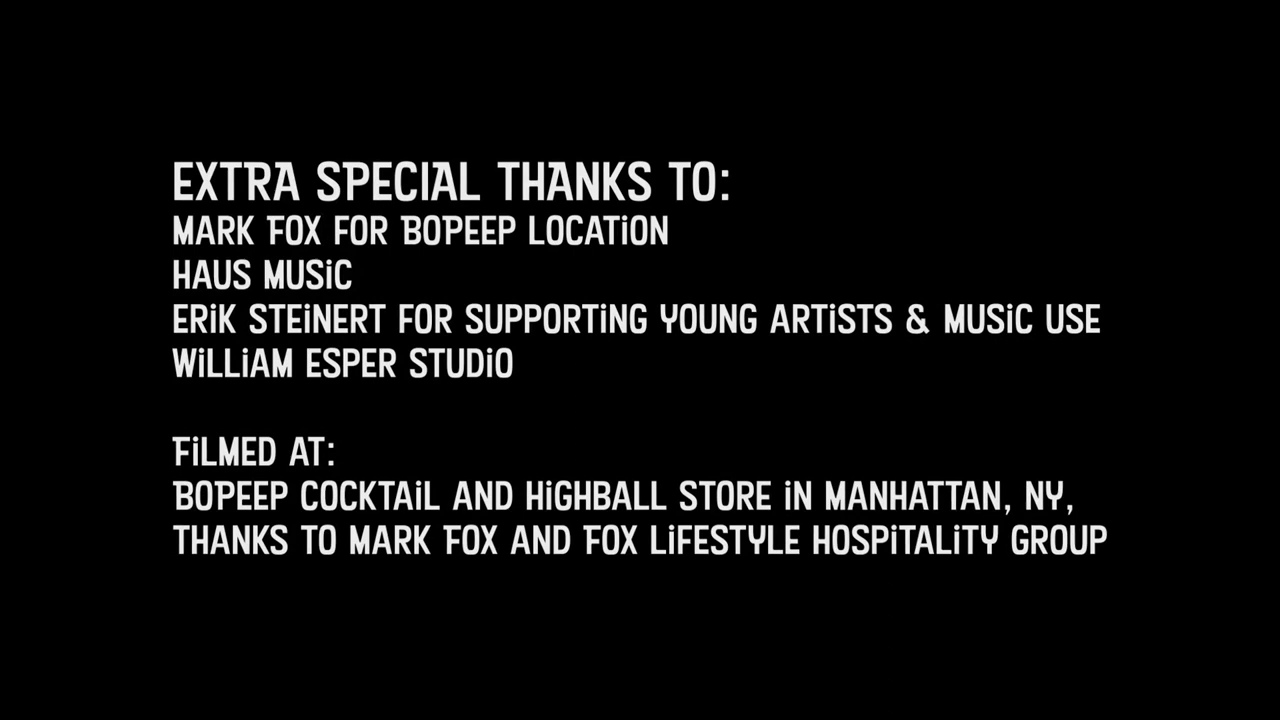 EXTRA SPECIAL THANKS TO:
MARK FOX FOR BOPEEP LOCATiON
HAUS MUSiC
ERiK STEiNERT FOR SUPPORTiNG YOUNG ARTiSTS & MUSiC USE
WiLLiAM ESPER STUDiO
FiLMED AT:
BOPEEP COCKTAiL AND HiGHBALL STORE iN MANHATTAN, NY,
THANKS TO MARK FOX AND FOX LiFESTYLE HOSPiTALiTY GROUP